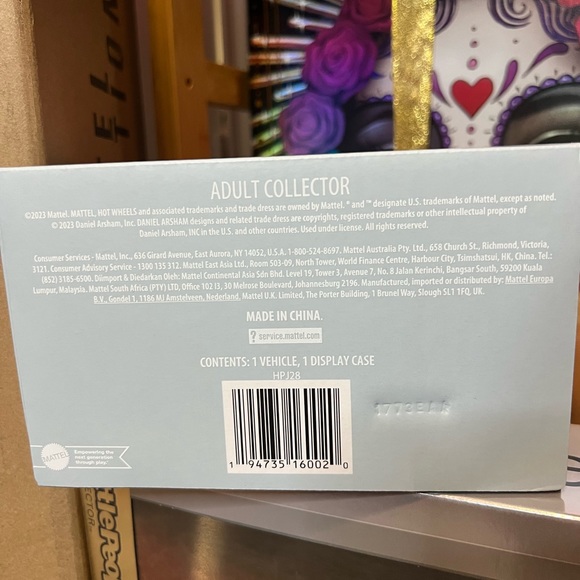 ADULT COLLECTOR
©2023 Mattel. MATTEL, HOT WHEELS and associated trademarks and trade dress are owned by Mattel. ® and ™ designate U.S. trademarks of Mattel, except as noted.
© 2023 Daniel Arsham, Inc. DANIEL ARSHAM designs and related trade dress are copyrights, registered trademarks or other intellectual property of
Daniel Arsham, INC in the U.S. and other countries. Used under license. All rights reserved.
Consumer Services - Mattel, Inc., 636 Girard Avenue, East Aurora, NY 14052, U.S.A. 1-800-524-8697. Mattel Australia Pty. Ltd., 658 Church St., Richmond, Victoria,
3121. Consumer Advisory Service - 1300 135 312. Mattel East Asia Ltd., Room 503-09, North Tower, World Finance Centre, Harbour City, Tsimshatsui, HK, China. Tel.:
(852) 3185-6500. Diimport & Diedarkan Oleh: Mattel Continental Asia Sdn Bhd. Level 19, Tower 3, Avenue 7, No. 8 Jalan Kerinchi, Bangsar South, 59200 Kuala
Lumpur, Malaysia. Mattel South Africa (PTY) LTD, Office 102 I3, 30 Melrose Boulevard, Johannesburg 2196. Manufactured, imported or distributed by: Mattel Europa
B.V., Gondel 1, 1186 MJ Amstelveen, Nederland. Mattel U.K. Limited, The Porter Building, 1 Brunel Way, Slough SL1 1FQ, UK.
MADE IN CHINA.
? service.mattel.com
CONTENTS: 1 VEHICLE, 1 DISPLAY CASE
HPJ28
1 94735 16002 0
MATTEL
Empowering the
next generation
through play™